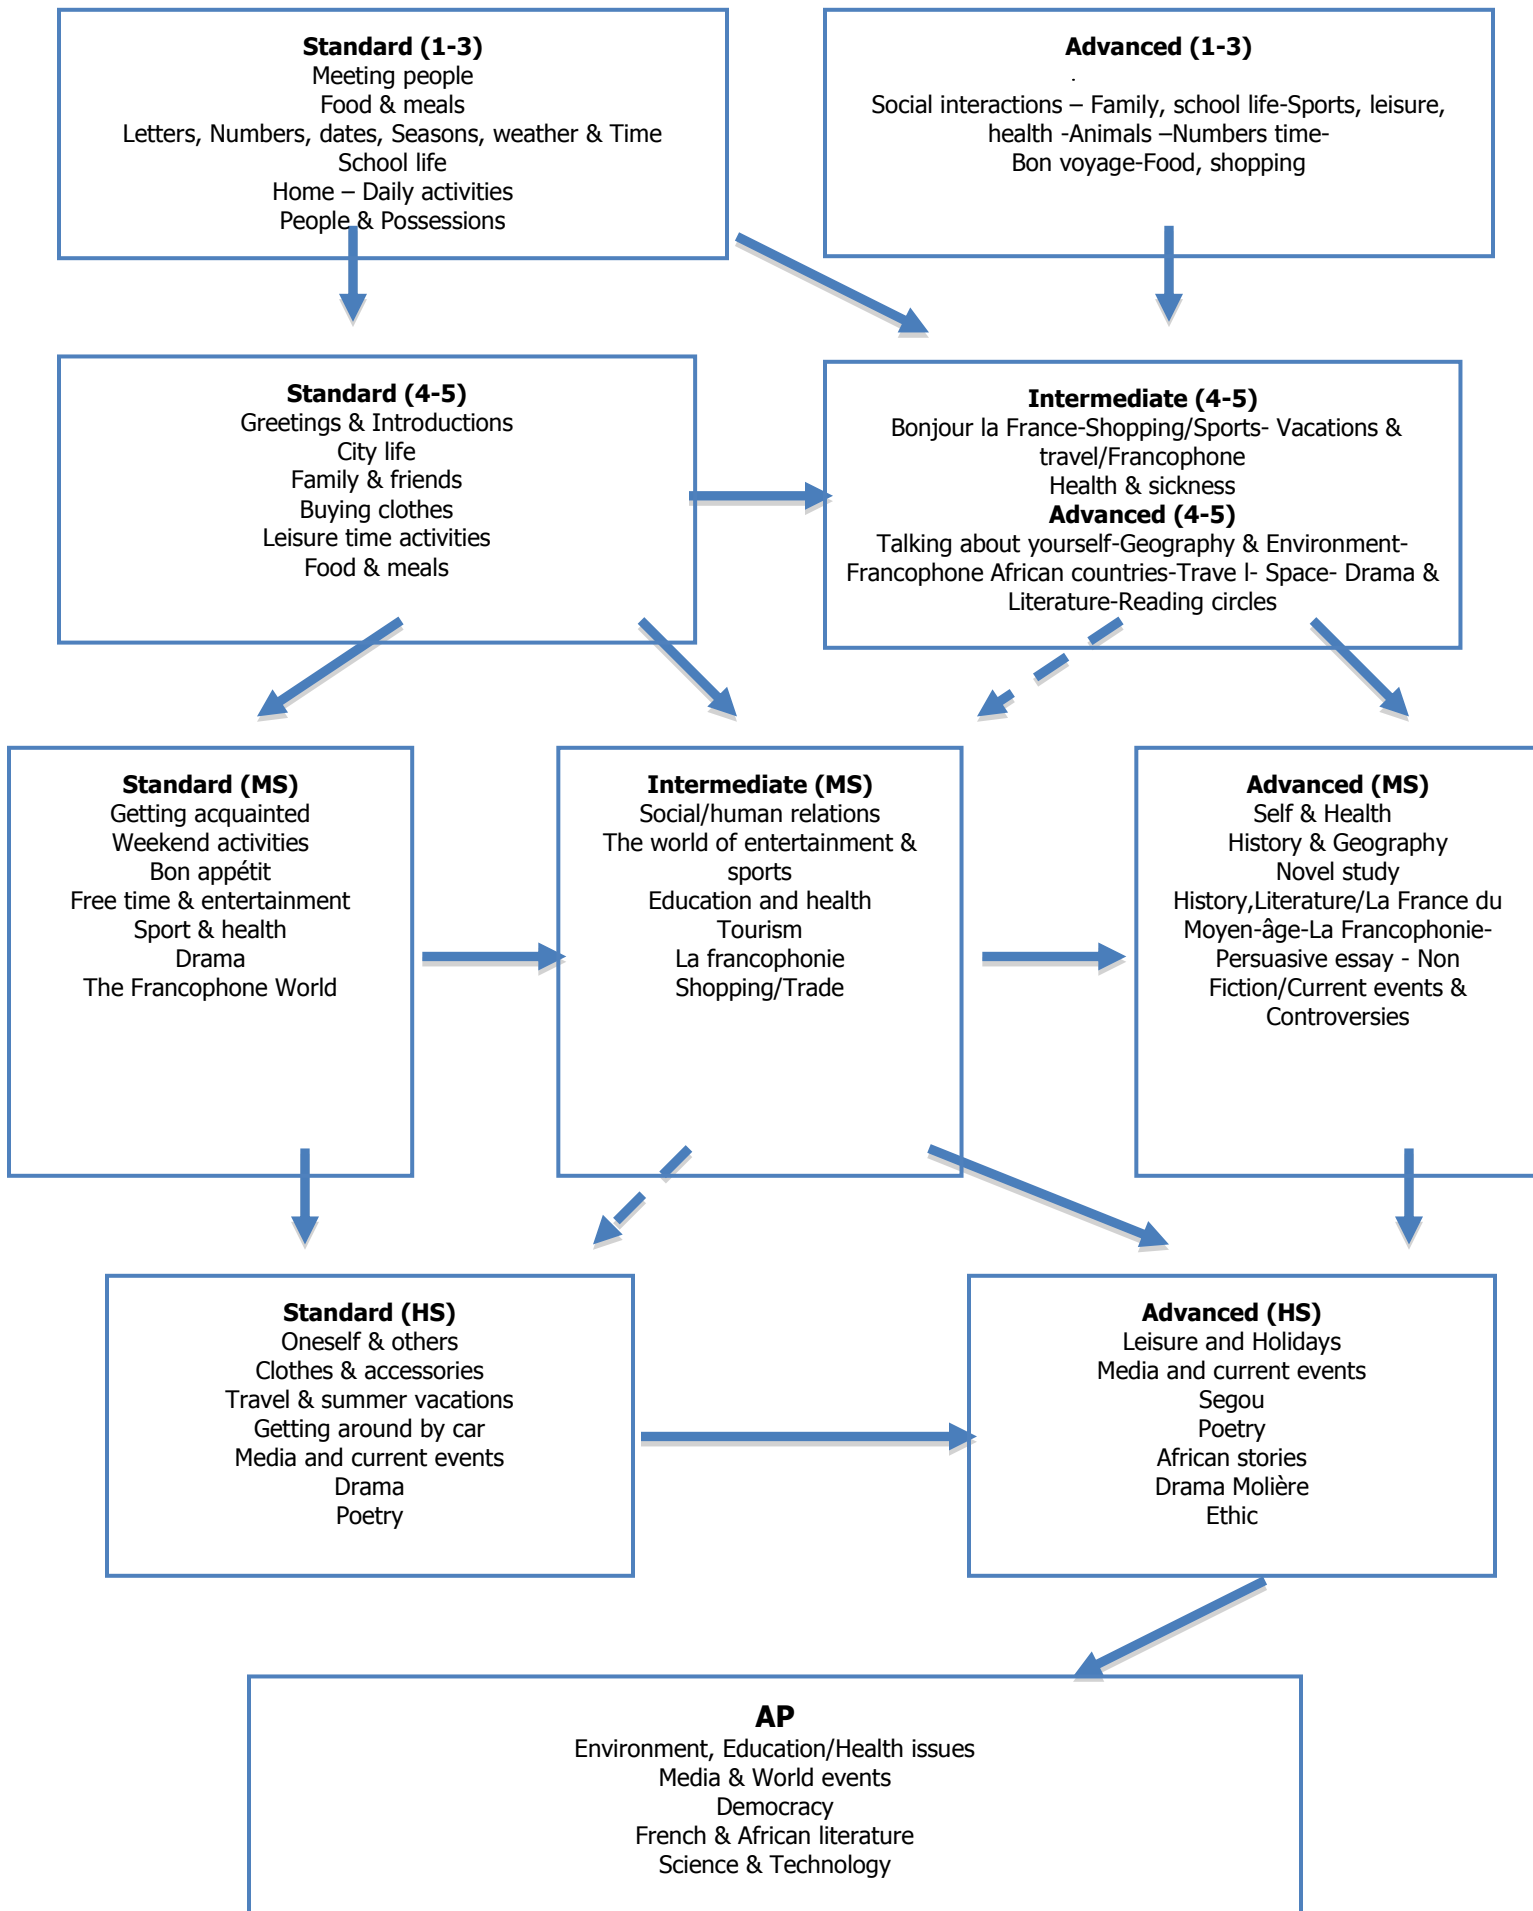 Standard (1-3)
Meeting people
Food & meals
Letters, Numbers, dates, Seasons, weather & Time
School life
Home – Daily activities
People & Possessions
Advanced (1-3)
.
Social interactions – Family, school life-Sports, leisure,
health -Animals –Numbers time-
Bon voyage-Food, shopping
Standard (4-5)
Greetings & Introductions
City life
Family & friends
Buying clothes
Leisure time activities
Food & meals
Intermediate (4-5)
Bonjour la France-Shopping/Sports- Vacations &
travel/Francophone
Health & sickness
Advanced (4-5)
Talking about yourself-Geography & Environment-
Francophone African countries-Trave l- Space- Drama &
Literature-Reading circles
Standard (MS)
Getting acquainted
Weekend activities
Bon appétit
Free time & entertainment
Sport & health
Drama
The Francophone World
Intermediate (MS)
Social/human relations
The world of entertainment &
sports
Education and health
Tourism
La francophonie
Shopping/Trade
Advanced (MS)
Self & Health
History & Geography
Novel study
History,Literature/La France du
Moyen-âge-La Francophonie-
Persuasive essay - Non
Fiction/Current events &
Controversies
Standard (HS)
Oneself & others
Clothes & accessories
Travel & summer vacations
Getting around by car
Media and current events
Drama
Poetry
Advanced (HS)
Leisure and Holidays
Media and current events
Segou
Poetry
African stories
Drama Molière
Ethic
AP
Environment, Education/Health issues
Media & World events
Democracy
French & African literature
Science & Technology